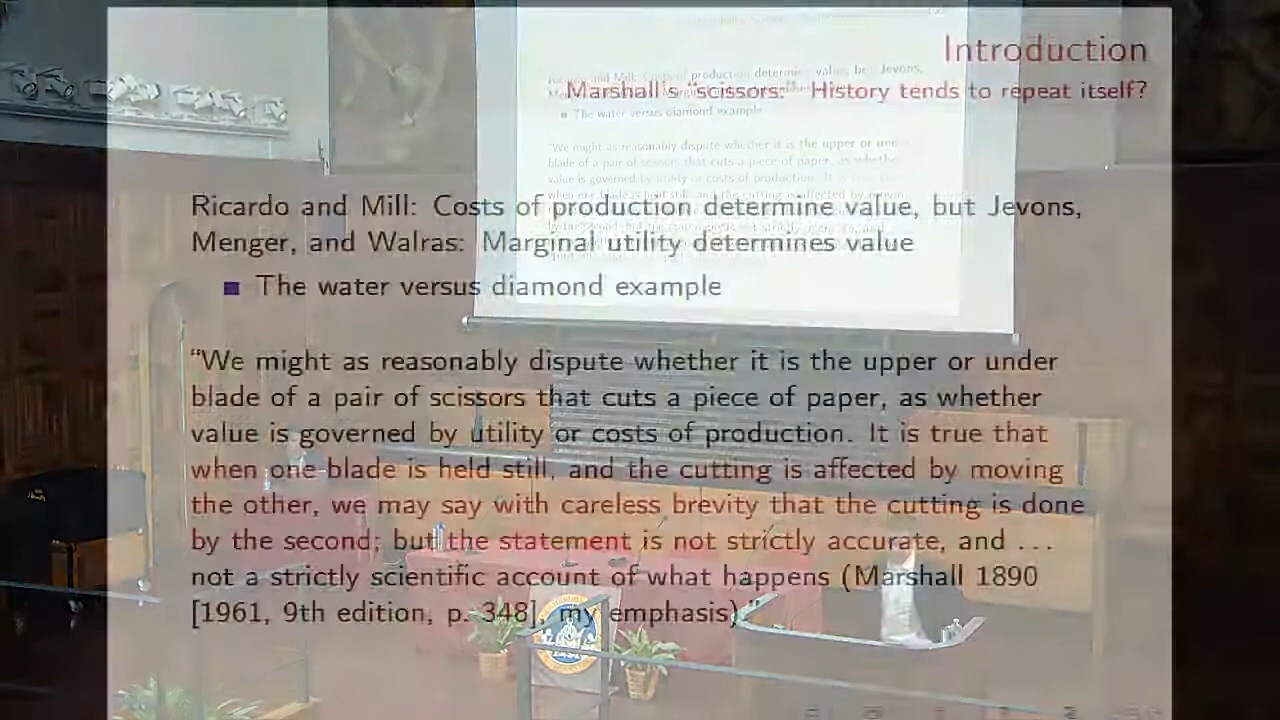 Introduction
Marshall's "scissors:" History tends to repeat itself?
Ricardo and Mill: Costs of production determine value, but Jevons,
Menger, and Walras: Marginal utility determines value
The water versus diamond example
"We might as reasonably dispute whether it is the upper or under
blade of a pair of scissors that cuts a piece of paper, as whether
value is governed by utility or costs of production. It is true that
when one blade is held still, and the cutting is affected by moving
the other, we may say with careless brevity that the cutting is done
by the second; but the statement is not strictly accurate, and ...
not a strictly scientific account of what happens (Marshall 1890
[1961, 9th edition, p. 348], my emphasis)."